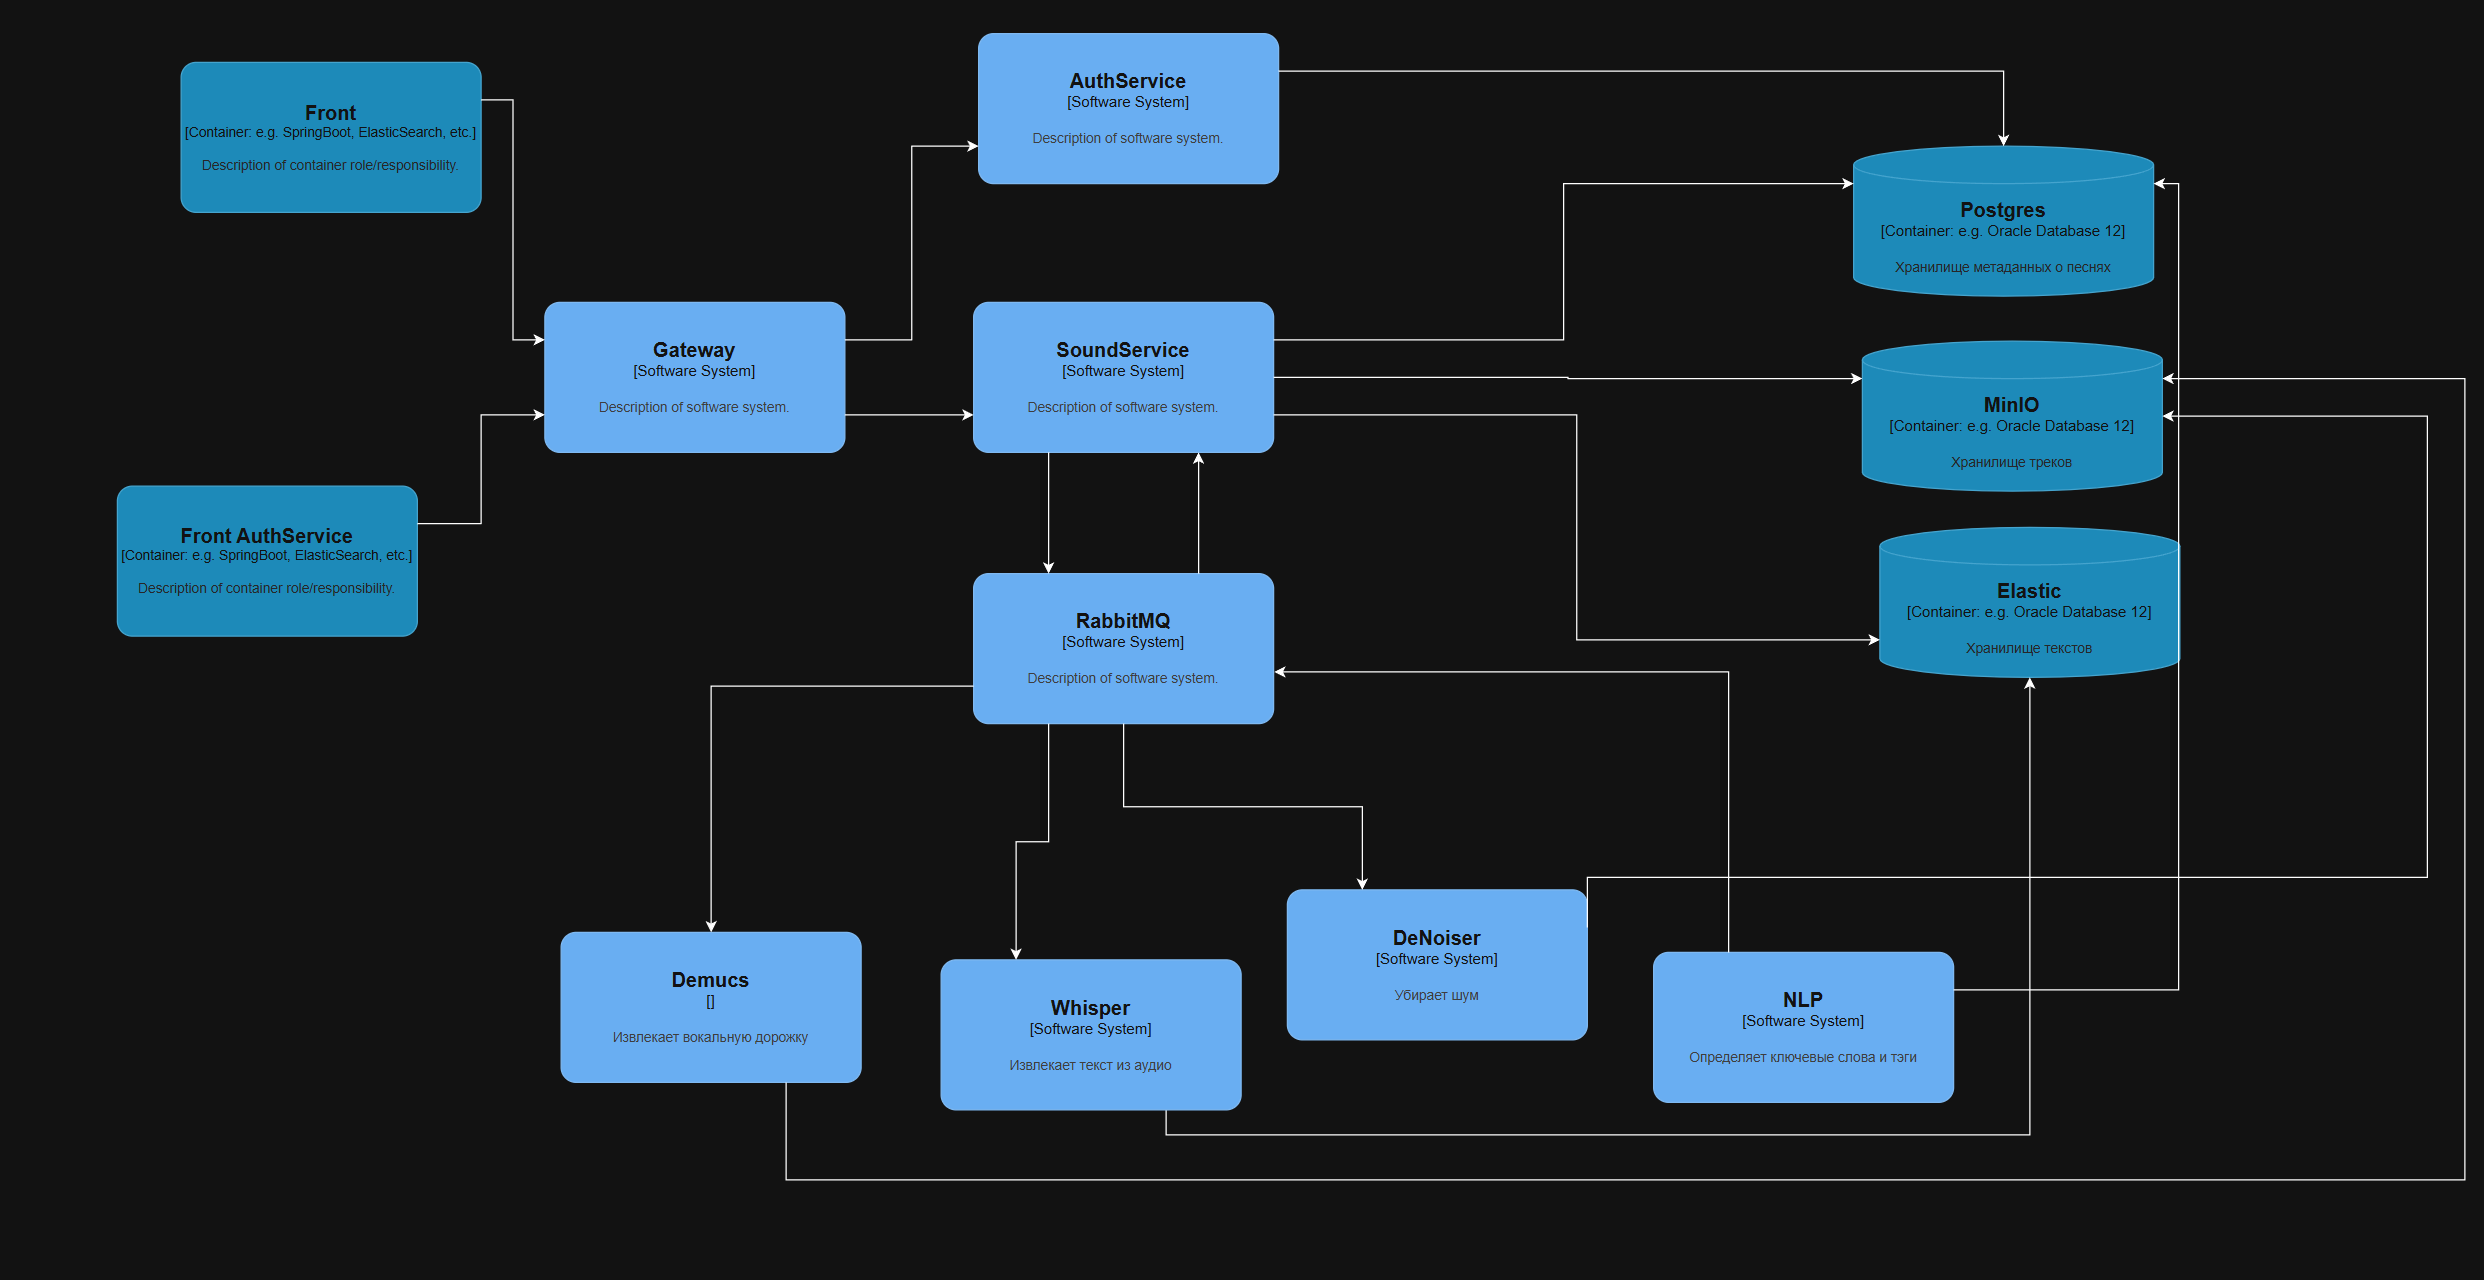 AuthService
[Software System]
Description of software system.
Front
[Container: e.g. SpringBoot, ElasticSearch, etc.]
Description of container role/responsibility.
Postgres
[Container: e.g. Oracle Database 12]
Хранилище метаданных о песнях
Gateway
[Software System]
Description of software system.
SoundService
[Software System]
Description of software system.
MinIO
[Container: e.g. Oracle Database 12]
Хранилище треков
Front AuthService
[Container: e.g. SpringBoot, ElasticSearch, etc.]
Description of container role/responsibility.
Elastic
[Container: e.g. Oracle Database 12]
Хранилище текстов
RabbitMQ
[Software System]
Description of software system.
Demucs
[]
Извлекает вокальную дорожку
Whisper
[Software System]
Извлекает текст из аудио
DeNoiser
[Software System]
Убирает шум
NLP
[Software System]
Определяет ключевые слова и тэги